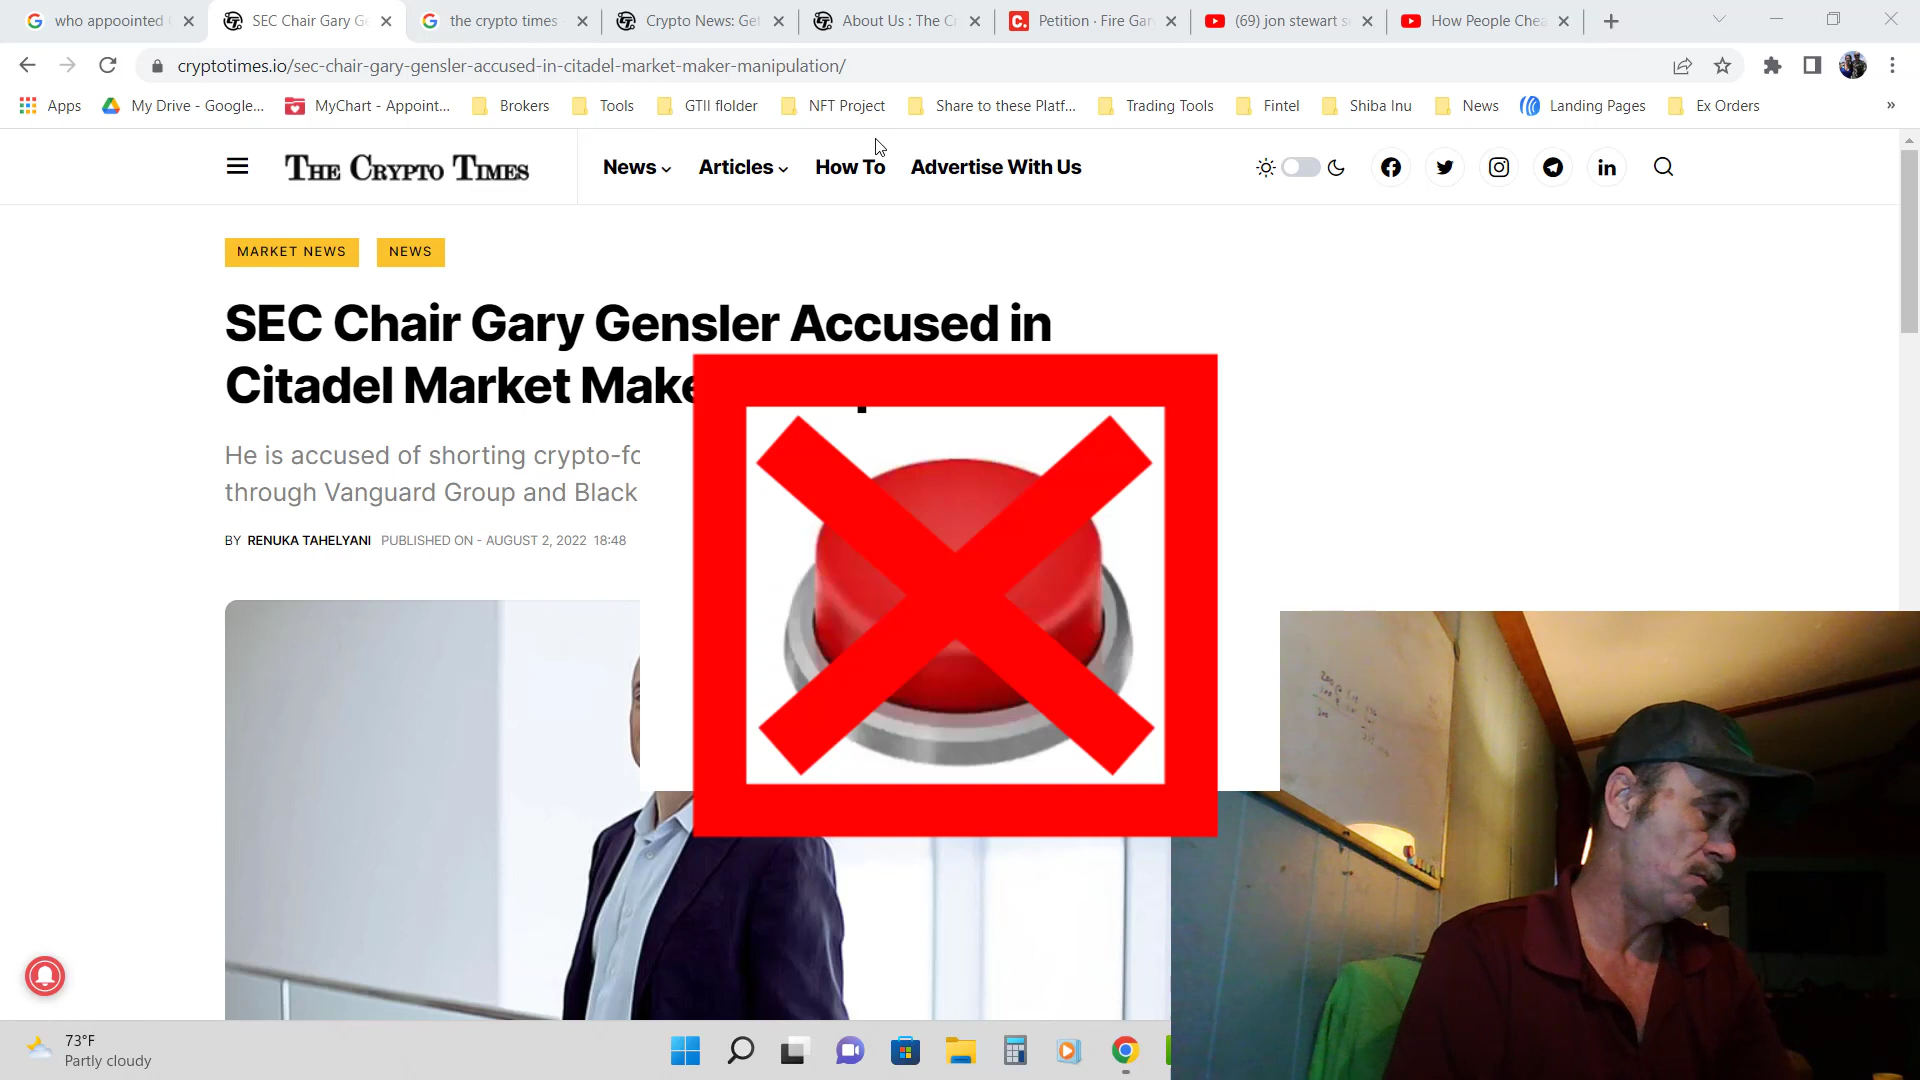 who appointed
SEC Chair Gary Ge
the crypto times
Crypto News: Get
About Us : The Cr
Petition · Fire Gar
(69) jon stewart s
How People Chea
cryptotimes.io/sec-chair-gary-gensler-accused-in-citadel-market-maker-manipulation/
Apps
My Drive - Google...
MyChart - Appoint...
Brokers
Tools
GTII flolder
NFT Project
Share to these Platf...
Trading Tools
Fintel
Shiba Inu
News
Landing Pages
Ex Orders
»
THE CRYPTO TIMES
News
Articles
How To
Advertise With Us
MARKET NEWS
NEWS
SEC Chair Gary Gensler Accused in
Citadel Market Make
He is accused of shorting crypto-fo
through Vanguard Group and Black
BY RENUKA TAHELYANI PUBLISHED ON - AUGUST 2, 2022 18:48
73°F
Partly cloudy